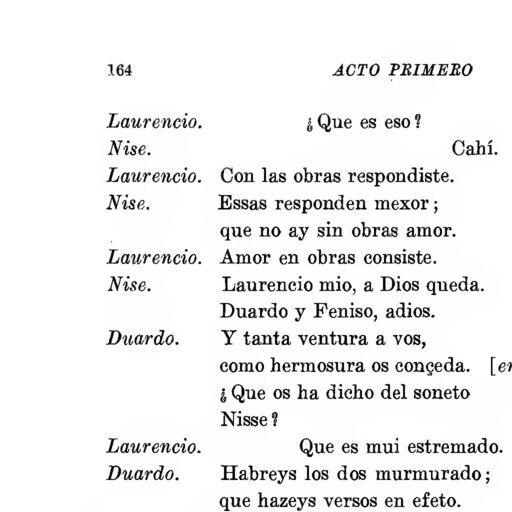 164 ACTO PRIMERO
Laurencio. ¿Que es eso?
Nise. Cahí.
Laurencio. Con las obras respondiste.
Nise. Essas responden mexor;
que no ay sin obras amor.
Laurencio. Amor en obras consiste.
Nise. Laurencio mio, a Dios queda.
Duardo y Feniso, adios.
Duardo. Y tanta ventura a vos,
como hermosura os conçeda.
¿Que os ha dicho del soneto
Nisse?
Laurencio. Que es mui estremado.
Duardo. Habreys los dos murmurado;
que hazeys versos en efeto.